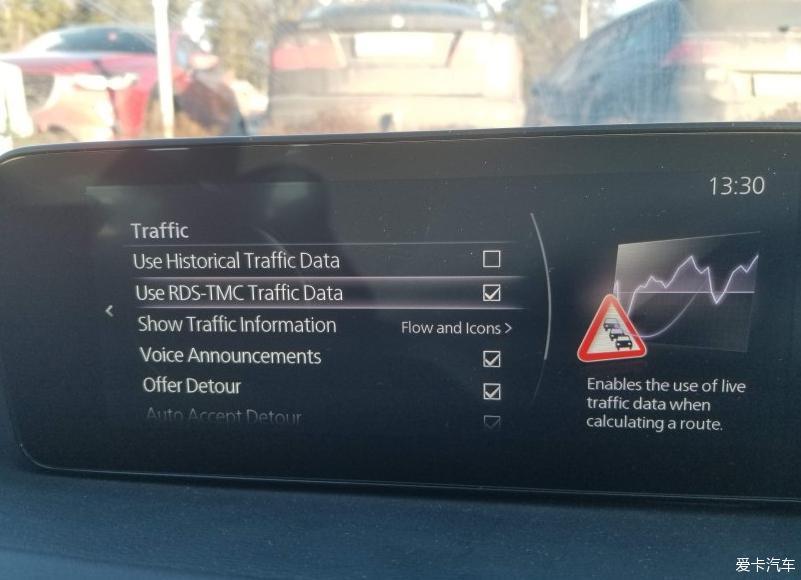 13:30
Traffic
Use Historical Traffic Data
Use RDS-TMC Traffic Data
Show Traffic Information Flow and Icons >
Voice Announcements
Offer Detour
Auto Accept Detour
Enables the use of live
traffic data when
calculating a route.
爱卡汽车